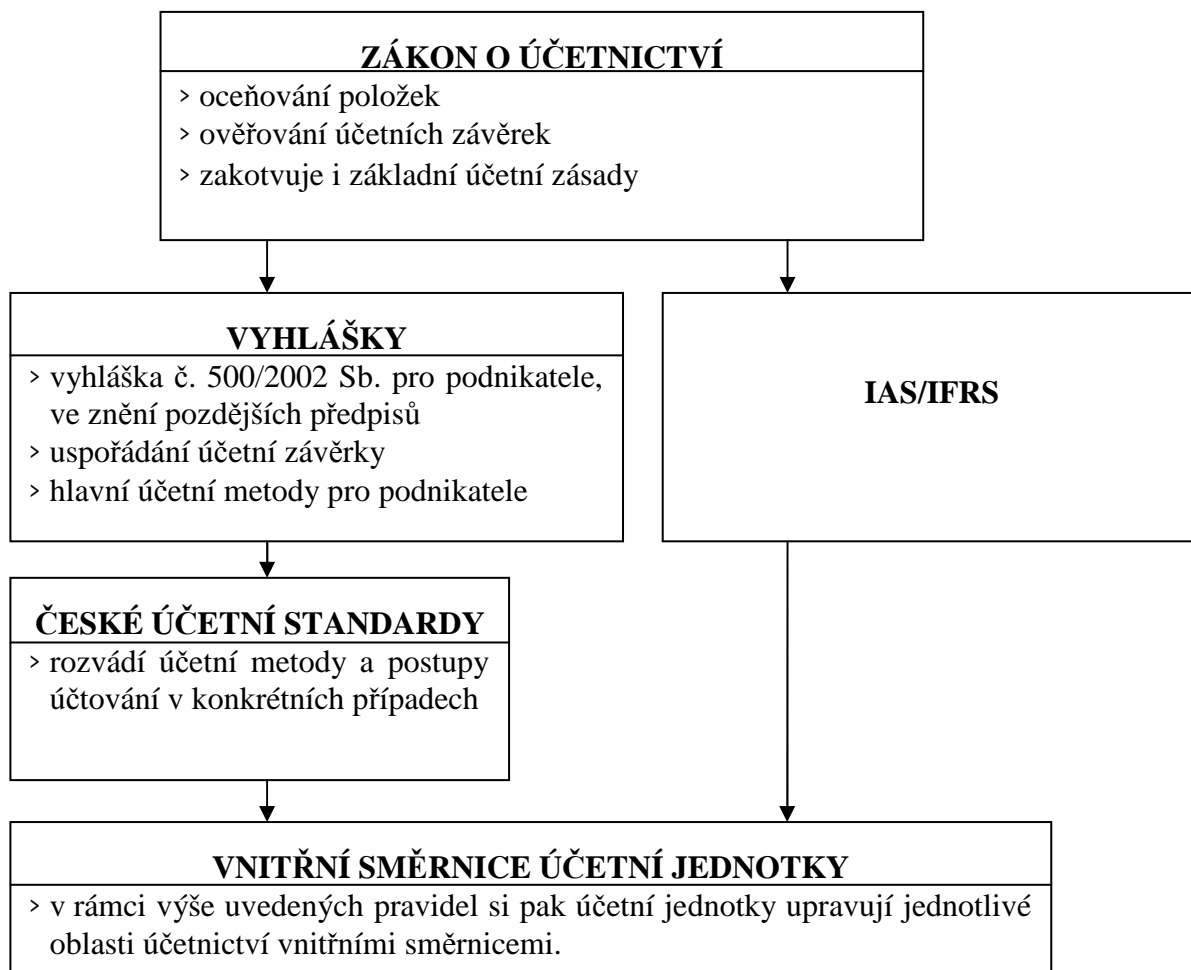 ZÁKON O ÚČETNICTVÍ
> oceňování položek
> ověřování účetních závěrek
> zakotvuje i základní účetní zásady
VYHLÁŠKY
> vyhláška č. 500/2002 Sb. pro podnikatele,
ve znění pozdějších předpisů
> uspořádání účetní závěrky
> hlavní účetní metody pro podnikatele
IAS/IFRS
ČESKÉ ÚČETNÍ STANDARDY
> rozvádí účetní metody a postupy
účtování v konkrétních případech
VNITŘNÍ SMĚRNICE ÚČETNÍ JEDNOTKY
> v rámci výše uvedených pravidel si pak účetní jednotky upravují jednotlivé
oblasti účetnictví vnitřními směrnicemi.